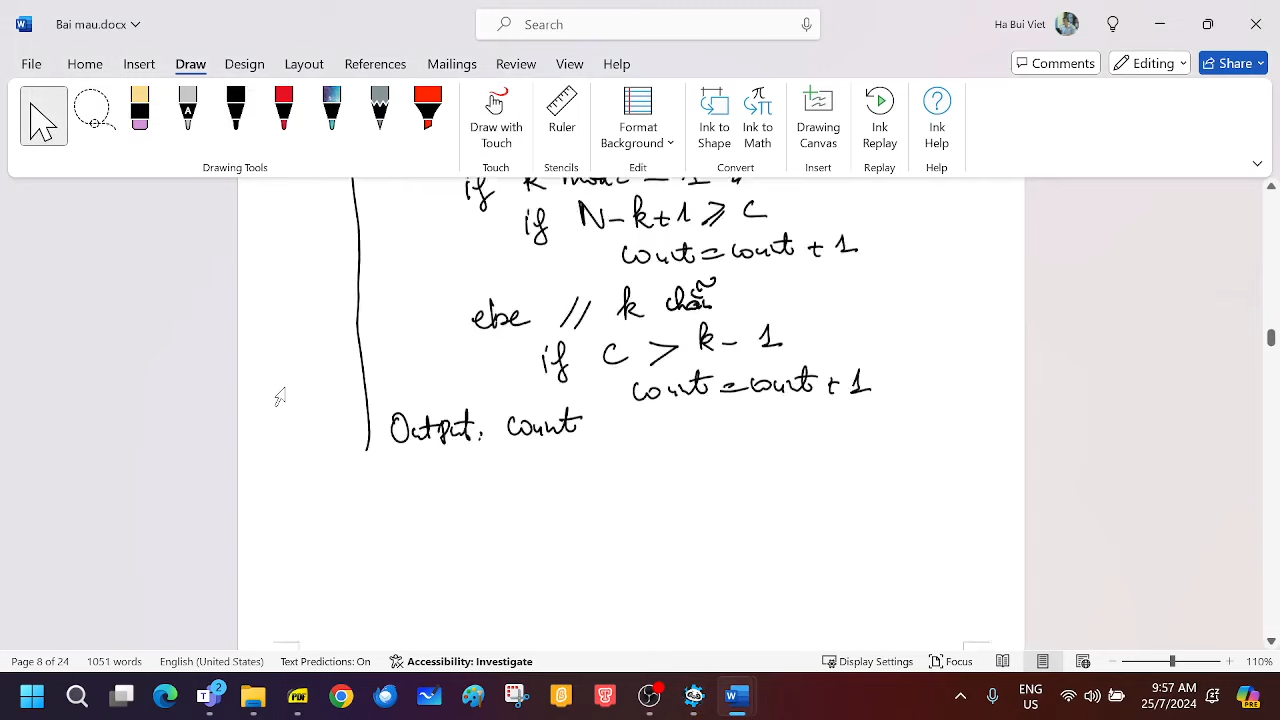 Bai mau.docx
Search
Ha Bui Viet
File Home Insert Draw Design Layout References Mailings Review View Help
Comments Editing Share
Draw with Touch
Ruler
Format Background
Ink to Shape
Ink to Math
Drawing Canvas
Ink Replay
Ink Help
Drawing Tools Touch Stencils Edit Convert Insert Replay Help
if k
if N-k+1 ⩾ C
count=count + 1
else // k chẵn
if C > k-1
count=count + 1
Output: count
Page 8 of 24 1051 words English (United States) Text Predictions: On Accessibility: Investigate Display Settings Focus 110%
2 PDF ENG US 9:57 AM 25/7/2024 PRE